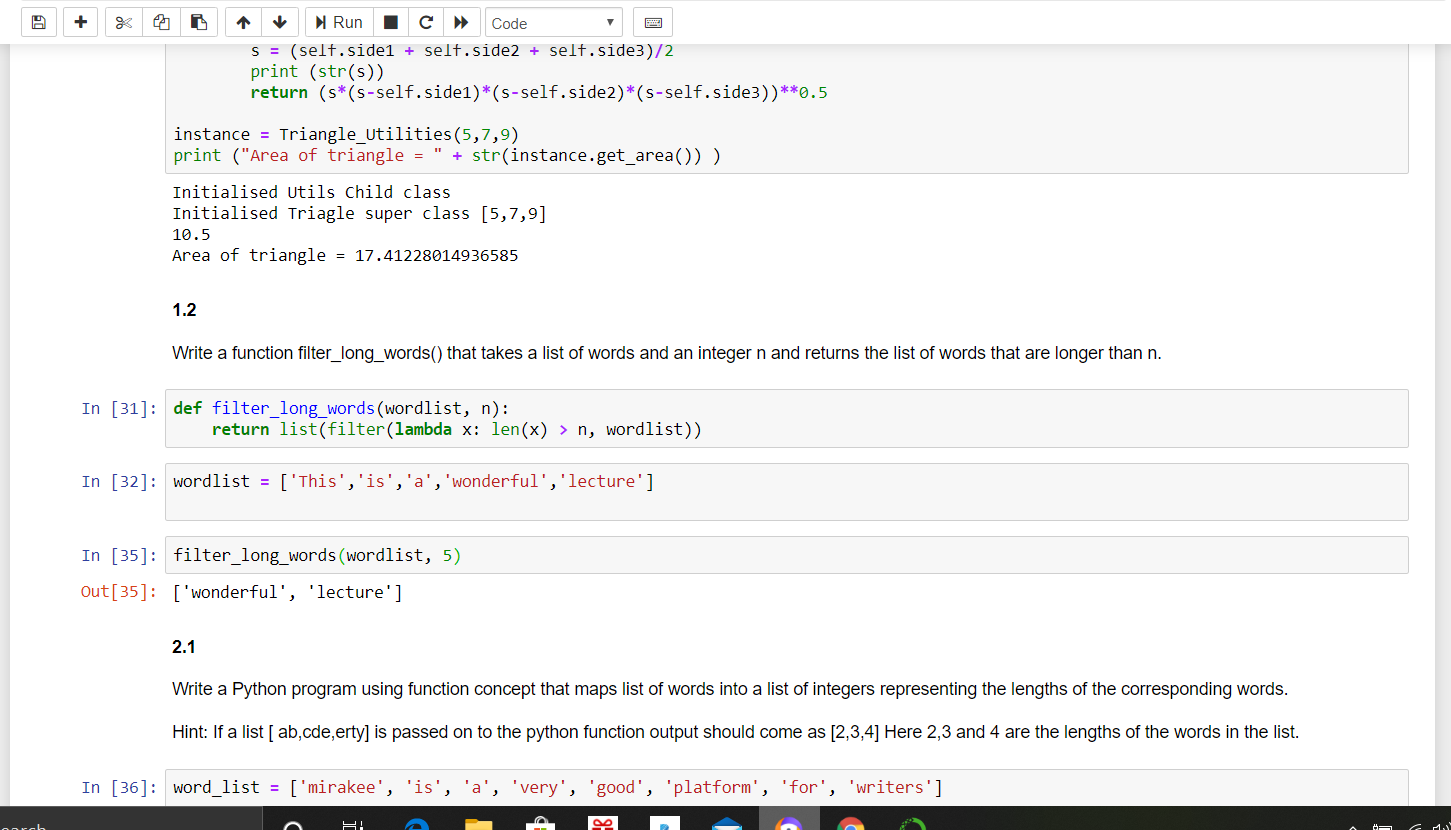 Run
Code
s = (self.side1 + self.side2 + self.side3)/2
print (str(s))
return (s*(s-self.side1)*(s-self.side2)*(s-self.side3))**0.5
instance = Triangle_Utilities(5,7,9)
print ("Area of triangle = " + str(instance.get_area()) )
Initialised Utils Child class
Initialised Triagle super class [5,7,9]
10.5
Area of triangle = 17.41228014936585
1.2
Write a function filter_long_words() that takes a list of words and an integer n and returns the list of words that are longer than n.
In [31]: def filter_long_words(wordlist, n):
return list(filter(lambda x: len(x) > n, wordlist))
In [32]: wordlist = ['This','is','a','wonderful','lecture']
In [35]: filter_long_words(wordlist, 5)
Out[35]: ['wonderful', 'lecture']
2.1
Write a Python program using function concept that maps list of words into a list of integers representing the lengths of the corresponding words.
Hint: If a list [ ab,cde,erty] is passed on to the python function output should come as [2,3,4] Here 2,3 and 4 are the lengths of the words in the list.
In [36]: word_list = ['mirakee', 'is', 'a', 'very', 'good', 'platform', 'for', 'writers']